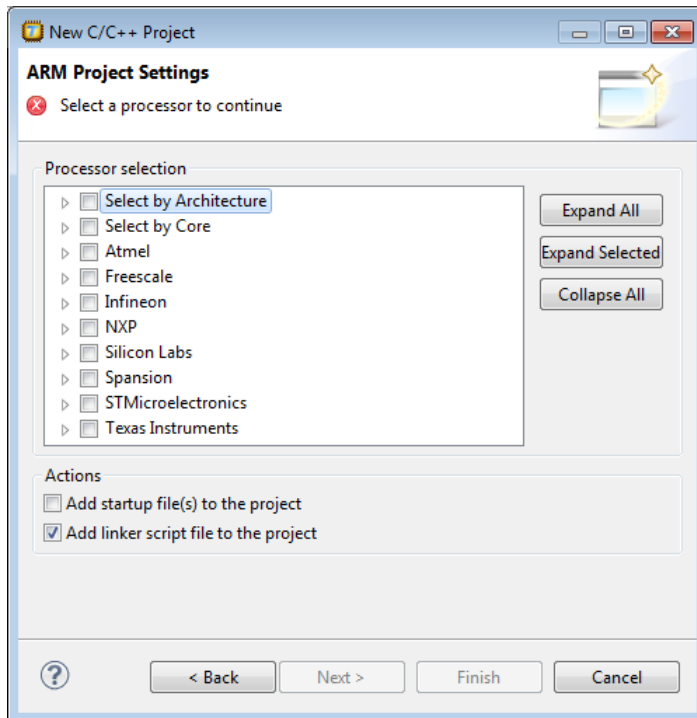 New C/C++ Project
ARM Project Settings
Select a processor to continue
Processor selection
Select by Architecture
Select by Core
Atmel
Freescale
Infineon
NXP
Silicon Labs
Spansion
STMicroelectronics
Texas Instruments
Expand All
Expand Selected
Collapse All
Actions
Add startup file(s) to the project
Add linker script file to the project
< Back
Next >
Finish
Cancel